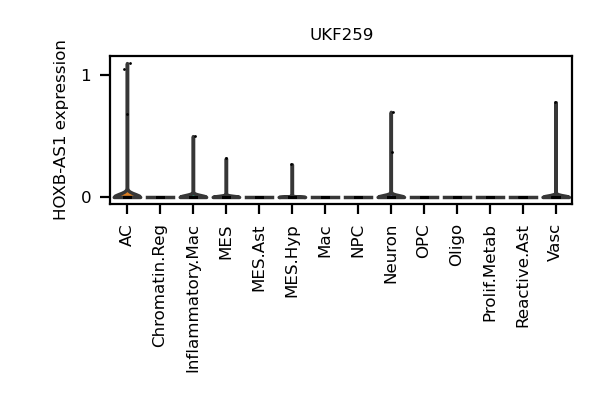 UKF259
HOXB-AS1 expression
1
0
AC
Chromatin.Reg
Inflammatory.Mac
MES
MES.Ast
MES.Hyp
Mac
NPC
Neuron
OPC
Oligo
Prolif.Metab
Reactive.Ast
Vasc